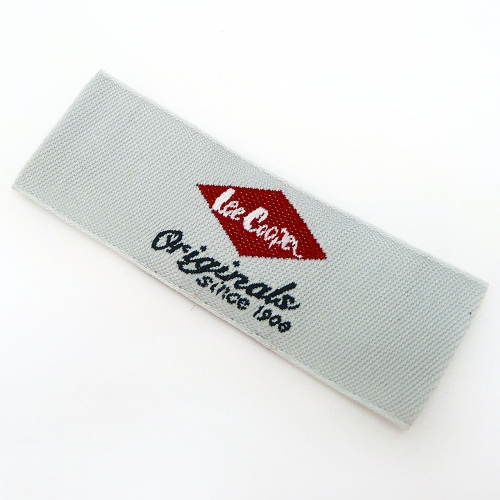 Lee Cooper
Originals
since 1908